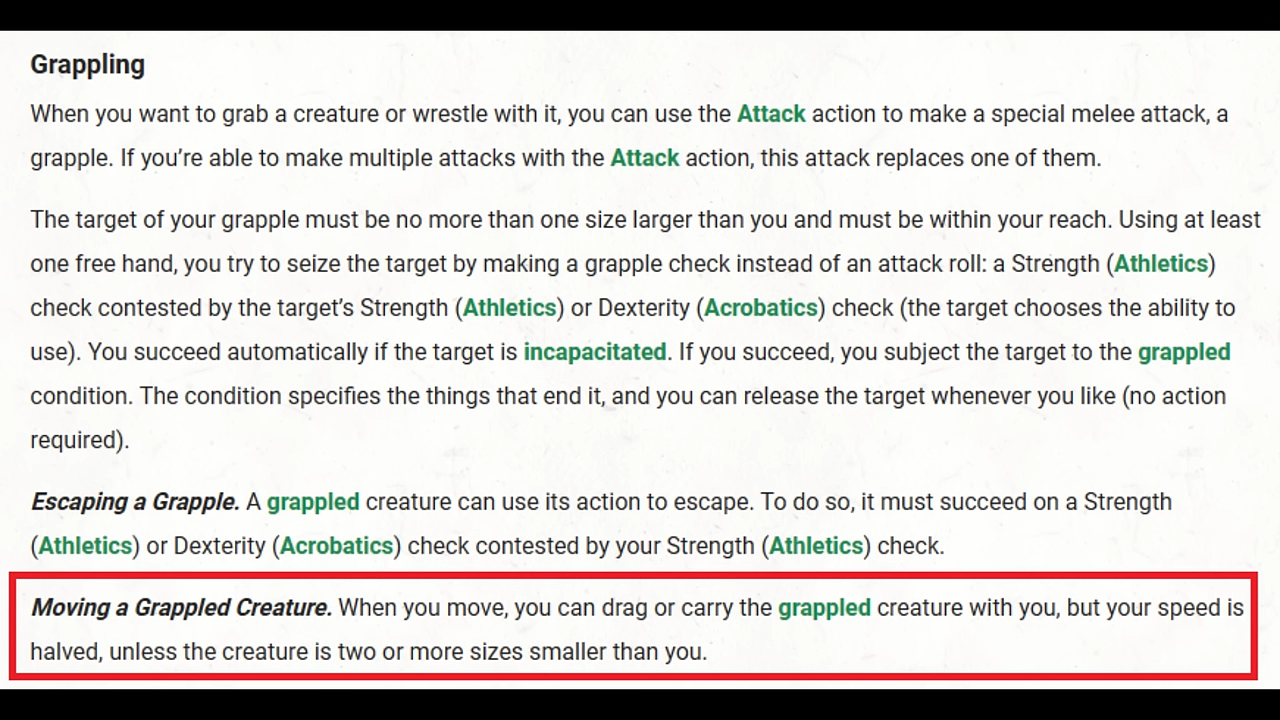 Grappling
When you want to grab a creature or wrestle with it, you can use the Attack action to make a special melee attack, a
grapple. If you’re able to make multiple attacks with the Attack action, this attack replaces one of them.
The target of your grapple must be no more than one size larger than you and must be within your reach. Using at least
one free hand, you try to seize the target by making a grapple check instead of an attack roll: a Strength (Athletics)
check contested by the target’s Strength (Athletics) or Dexterity (Acrobatics) check (the target chooses the ability to
use). You succeed automatically if the target is incapacitated. If you succeed, you subject the target to the grappled
condition. The condition specifies the things that end it, and you can release the target whenever you like (no action
required).
Escaping a Grapple. A grappled creature can use its action to escape. To do so, it must succeed on a Strength
(Athletics) or Dexterity (Acrobatics) check contested by your Strength (Athletics) check.
Moving a Grappled Creature. When you move, you can drag or carry the grappled creature with you, but your speed is
halved, unless the creature is two or more sizes smaller than you.